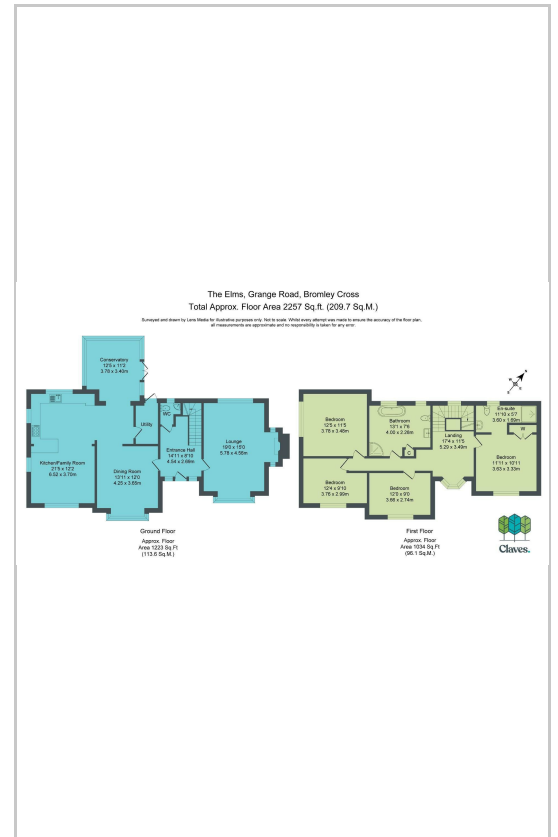 The Elms, Grange Road, Bromley Cross
Total Approx. Floor Area 2257 Sq.ft. (209.7 Sq.M.)
Surveyed and drawn by Lens Media for illustrative purposes only. Not to scale. Whilst every attempt was made to ensure the accuracy of the floor plan,
all measurements are approximate and no responsibility is taken for any error.
Conservatory
12'5 x 11'2
3.78 x 3.40m
WC
Utility
Kitchen/Family Room
21'5 x 12'2
6.52 x 3.70m
Dining Room
13'11 x 12'0
4.25 x 3.65m
Entrance Hall
14'11 x 8'10
4.54 x 2.69m
Lounge
19'0 x 15'0
5.78 x 4.58m
Ground Floor
Approx. Floor
Area 1223 Sq.Ft
(113.6 Sq.M.)
Bedroom
12'5 x 11'5
3.78 x 3.48m
Bathroom
13'1 x 7'6
4.00 x 2.28m
C
Landing
17'4 x 11'5
5.29 x 3.49m
En-suite
11'10 x 5'7
3.60 x 1.69m
W
Bedroom
11'11 x 10'11
3.63 x 3.33m
Bedroom
12'4 x 9'10
3.76 x 2.99m
Bedroom
12'0 x 9'0
3.66 x 2.74m
First Floor
Approx. Floor
Area 1034 Sq.Ft
(96.1 Sq.M.)
Claves.